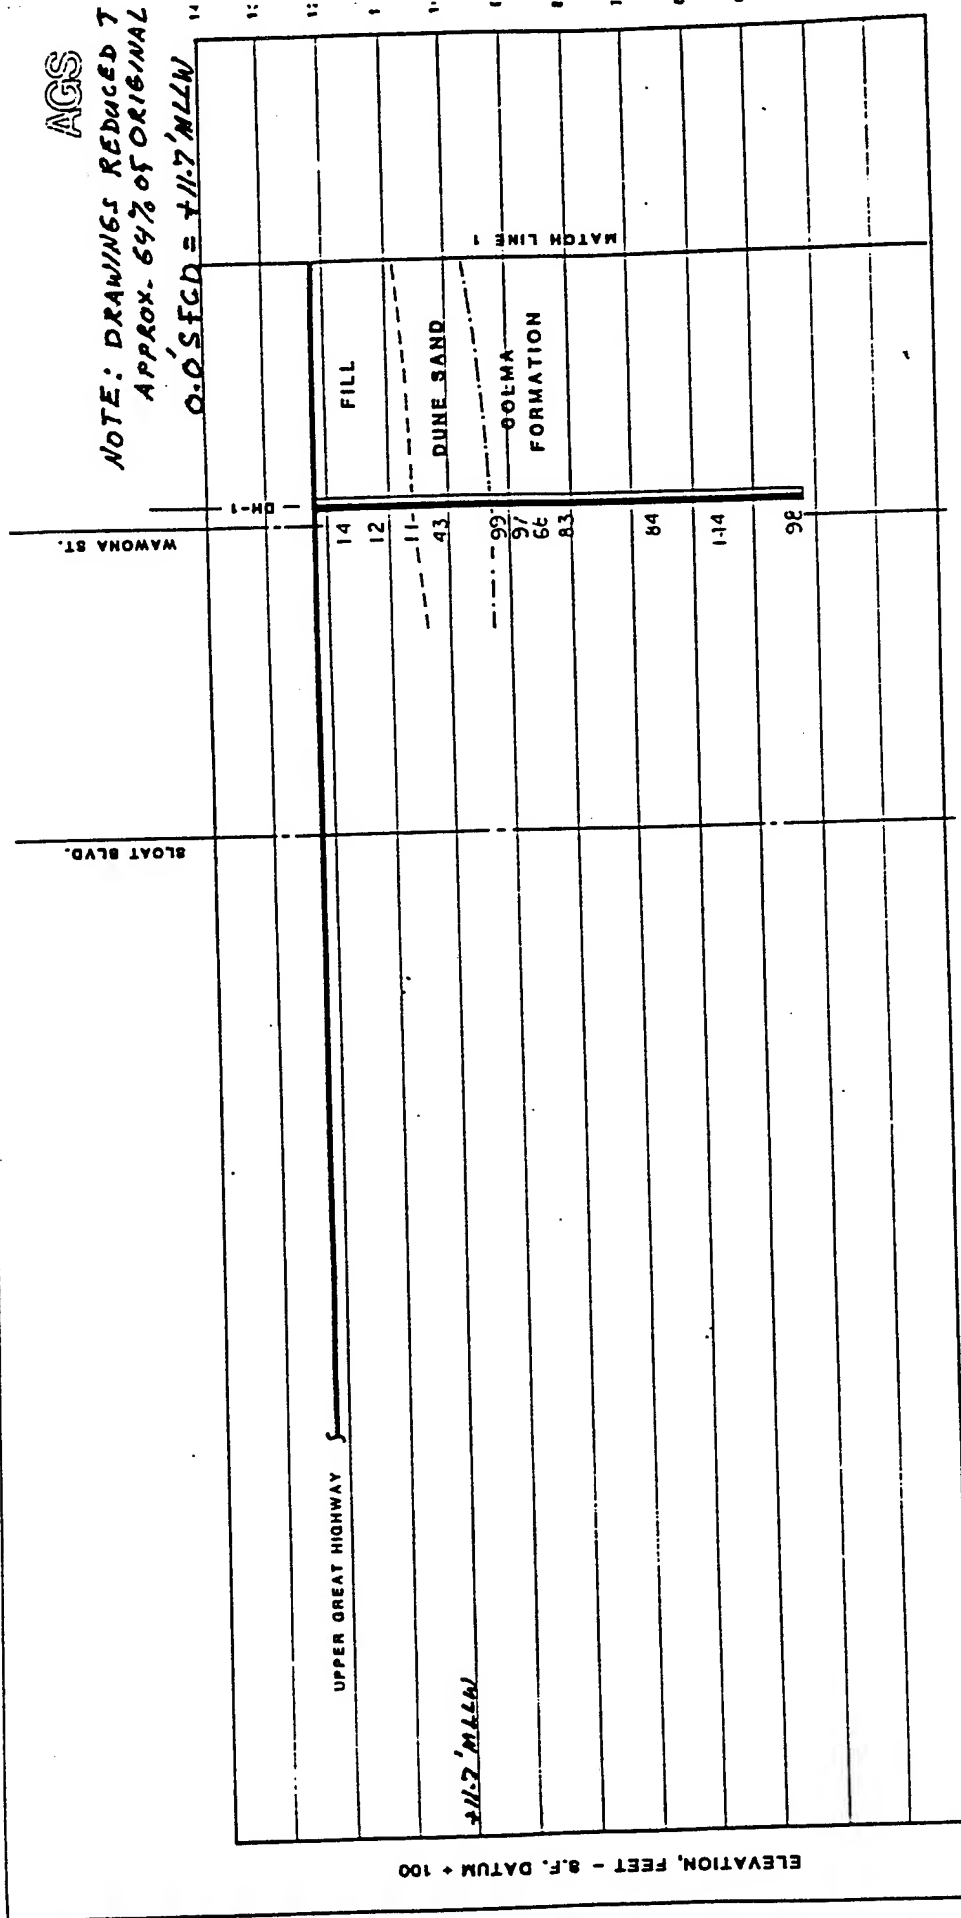 AGS
NOTE: DRAWINGS REDUCED T
APPROX. 64% OF ORIGINAL
0.0' SFCD = +11.7' MLLW
WAWONA ST.
DH-1
SLOAT BLVD.
MATCH LINE 1
FILL
DUNE SAND
COLMA
FORMATION
14
12
11
43
99
97
66
83
84
114
98
UPPER GREAT HIGHWAY
+11.7' MLLW
ELEVATION, FEET - S.F. DATUM + 100